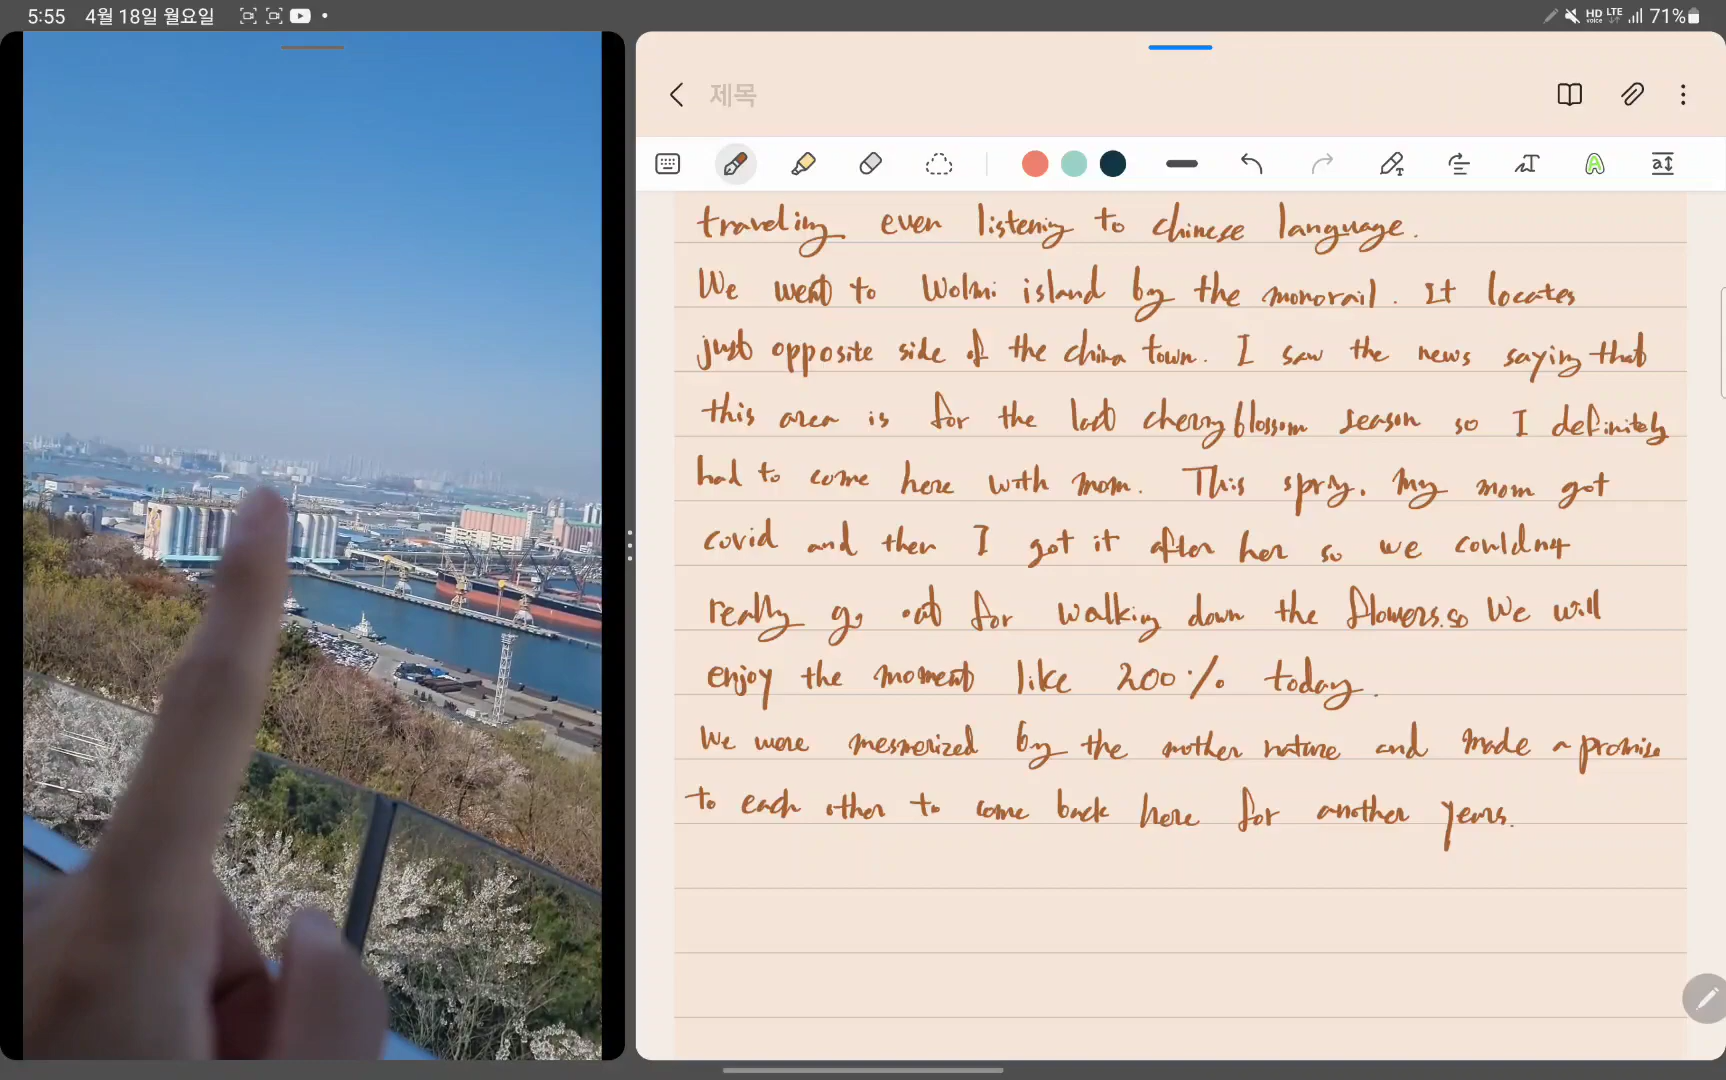 5:55 4월 18일 월요일
HD voice LTE 71%
제목
traveling even listening to chinese language.
We went to Wolmi island by the monorail. It locates
just opposite side of the china town. I saw the news saying that
this area is for the last cherry blossom season so I definitely
had to come here with mom. This spring, My mom got
covid and then I got it after her so we couldn't
really go out for walking down the flowers. so We will
enjoy the moment like 200% today.
We were mesmerized by the mother nature and made a promise
to each other to come back here for another years.